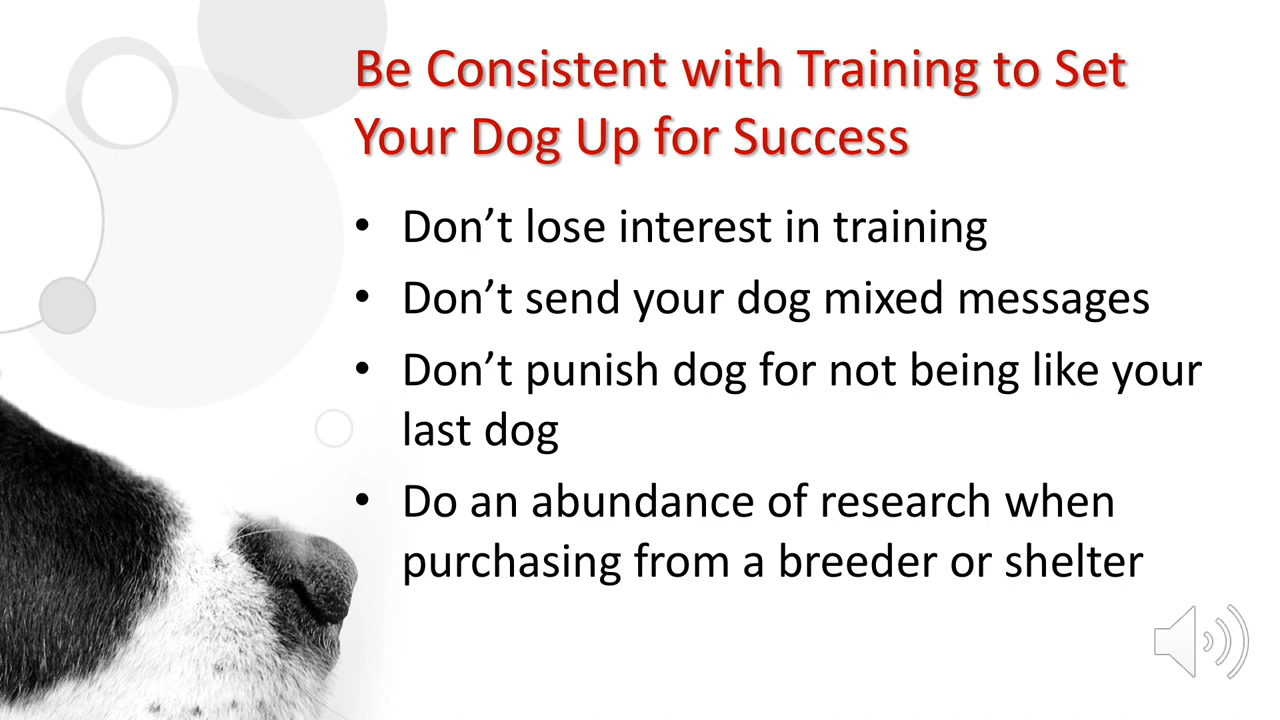 Be Consistent with Training to Set
Your Dog Up for Success
• Don’t lose interest in training
• Don’t send your dog mixed messages
• Don’t punish dog for not being like your
last dog
• Do an abundance of research when
purchasing from a breeder or shelter